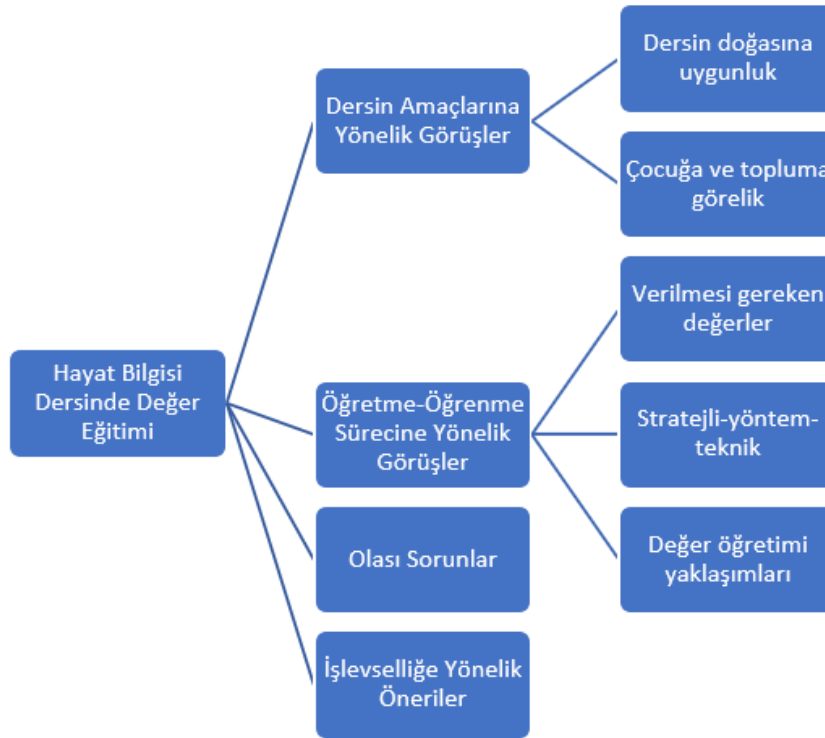 Hayat Bilgisi
Dersinde Değer
Eğitimi
Dersin Amaçlarına
Yönelik Görüşler
Dersin doğasına
uygunluk
Çocuğa ve topluma
görelik
Öğretme-Öğrenme
Sürecine Yönelik
Görüşler
Verilmesi gereken
değerler
Stratejli-yöntem-
teknik
Değer öğretimi
yaklaşımları
Olası Sorunlar
İşlevselliğe Yönelik
Öneriler